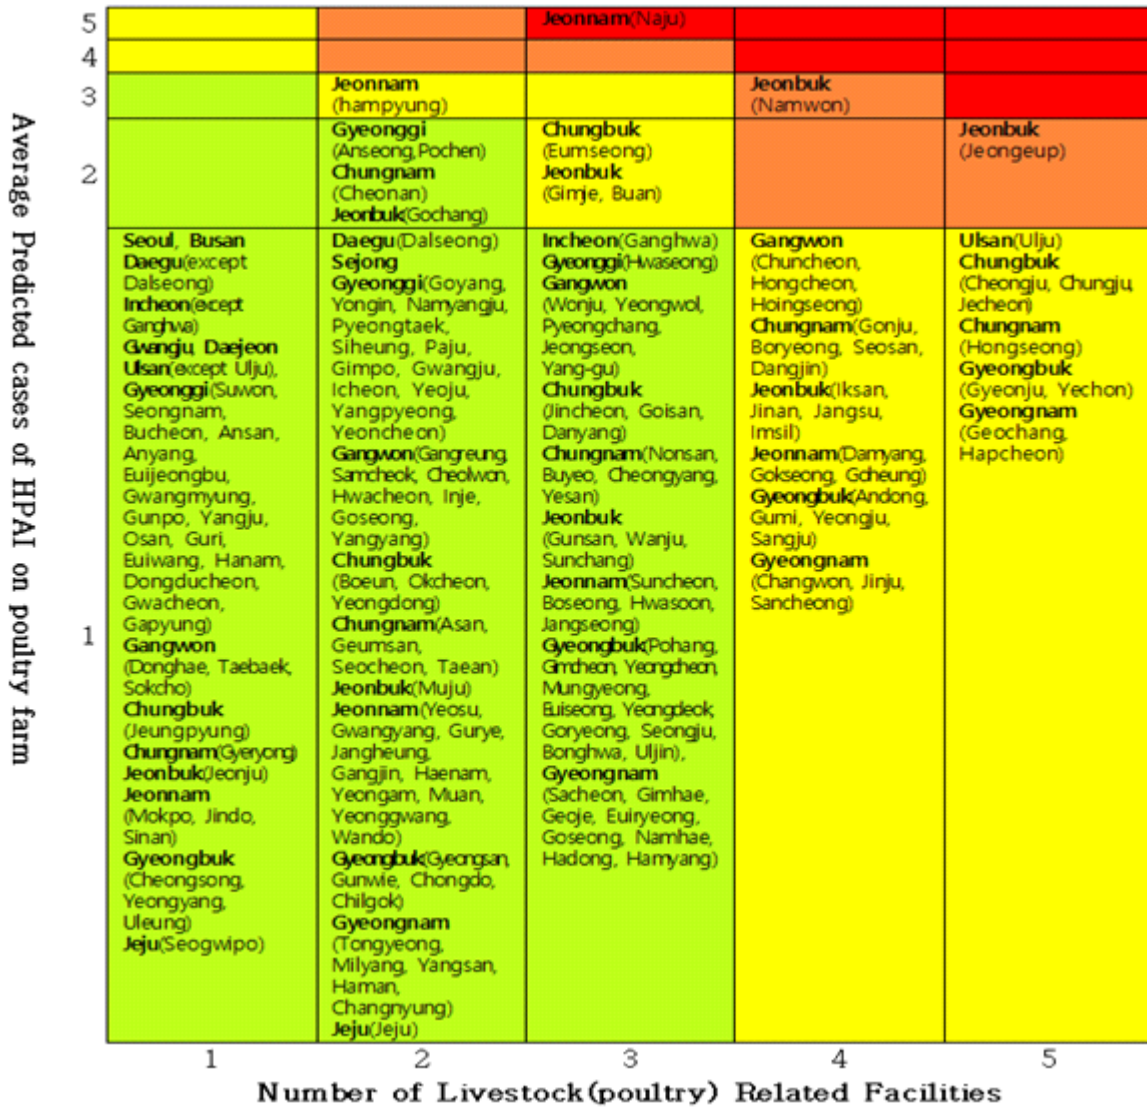 Average Predicted cases of HPAI on poultry farm
5
Jeonnam(Naju)
4
3
Jeonnam
(hampyung)
Jeonbuk
(Namwon)
2
Gyeonggi
(Anseong,Pochen)
Chungnam
(Cheonan)
Jeonbuk(Gochang)
Chungbuk
(Eumseong)
Jeonbuk
(Gimje, Buan)
Jeonbuk
(Jeongeup)
1
Seoul, Busan
Daegu(except
Dalseong)
Incheon(except
Ganghwa)
Gwangju, Daejeon
Ulsan(except Ulju),
Gyeonggi(Suwon,
Seongnam,
Bucheon, Ansan,
Anyang,
Euijeongbu,
Gwangmyung,
Gunpo, Yangju,
Osan, Guri,
Euiwang, Hanam,
Dongducheon,
Gwacheon,
Gapyung)
Gangwon
(Donghae, Taebaek,
Sokcho)
Chungbuk
(Jeungpyung)
Chungnam(Gyeryong)
Jeonbuk(Jeonju)
Jeonnam
(Mokpo, Jindo,
Sinan)
Gyeongbuk
(Cheongsong,
Yeongyang,
Uleung)
Jeju(Seogwipo)
Daegu(Dalseong)
Sejong
Gyeonggi(Goyang,
Yongin, Namyangju,
Pyeongtaek,
Siheung, Paju,
Gimpo, Gwangju,
Icheon, Yeoju,
Yangpyeong,
Yeoncheon)
Gangwon(Gangreung,
Samcheok, Cheolwon,
Hwacheon, Inje,
Goseong,
Yangyang)
Chungbuk
(Boeun, Okcheon,
Yeongdong)
Chungnam(Asan,
Geumsan,
Seocheon, Taean)
Jeonbuk(Muju)
Jeonnam(Yeosu,
Gwangyang, Gurye,
Jangheung,
Gangjin, Haenam,
Yeongam, Muan,
Yeonggwang,
Wando)
Gyeongbuk(Gyeongsan,
Gunwie, Chongdo,
Chilgok)
Gyeongnam
(Tongyeong,
Milyang, Yangsan,
Haman,
Changnyung)
Jeju(Jeju)
Incheon(Ganghwa)
Gyeonggi(Hwaseong)
Gangwon
(Wonju, Yeongwol,
Pyeongchang,
Jeongseon,
Yang-gu)
Chungbuk
(Jincheon, Goisan,
Danyang)
Chungnam(Nonsan,
Buyeo, Cheongyang,
Yesan)
Jeonbuk
(Gunsan, Wanju,
Sunchang)
Jeonnam(Suncheon,
Boseong, Hwasoon,
Jangseong)
Gyeongbuk(Pohang,
Gimcheon, Yeongcheon,
Mungyeong,
Euiseong, Yeongdeok,
Goryeong, Seongju,
Bonghwa, Uljin),
Gyeongnam
(Sacheon, Gimhae,
Geoje, Euiryeong,
Goseong, Namhae,
Hadong, Hamyang)
Gangwon
(Chuncheon,
Hongcheon,
Hoingseong)
Chungnam(Gonju,
Boryeong, Seosan,
Dangjin)
Jeonbuk(Iksan,
Jinan, Jangsu,
Imsil)
Jeonnam(Damyang,
Gokseong, Goheung)
Gyeongbuk(Andong,
Gumi, Yeongju,
Sangju)
Gyeongnam
(Changwon, Jinju,
Sancheong)
Ulsan(Ulju)
Chungbuk
(Cheongju, Chungju,
Jecheon)
Chungnam
(Hongseong)
Gyeongbuk
(Gyeonju, Yechon)
Gyeongnam
(Geochang,
Hapcheon)
1 2 3 4 5
Number of Livestock(poultry) Related Facilities